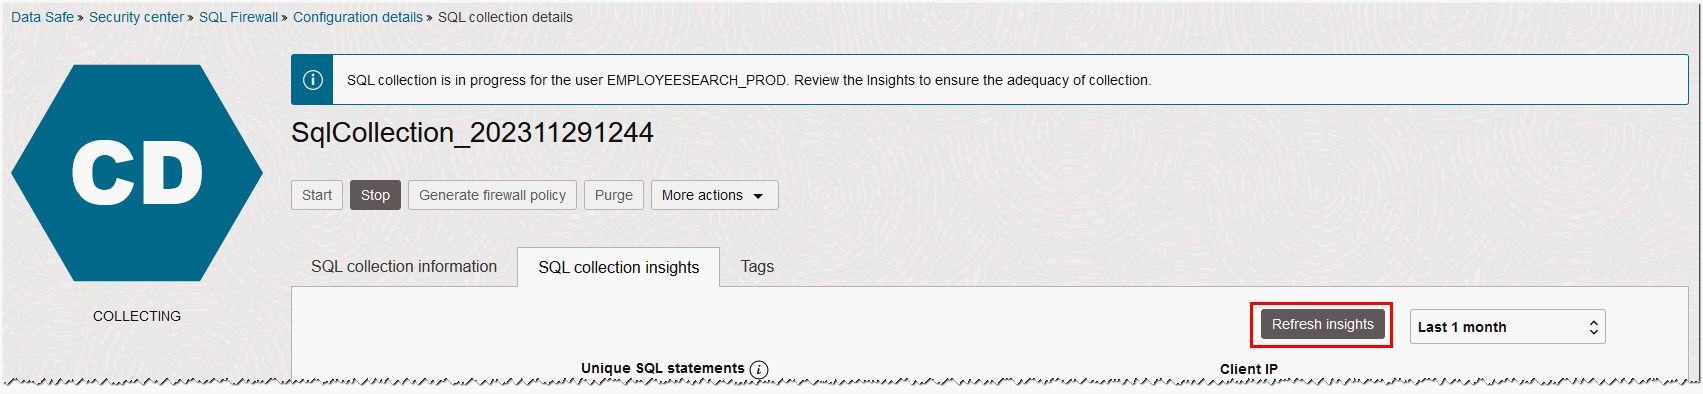 Data Safe » Security center » SQL Firewall » Configuration details » SQL collection details
SQL collection is in progress for the user EMPLOYEESEARCH_PROD. Review the Insights to ensure the adequacy of collection.
SqlCollection_202311291244
CD
Start Stop Generate firewall policy Purge More actions
SQL collection information SQL collection insights Tags
COLLECTING
Refresh insights Last 1 month
Unique SQL statements i Client IP